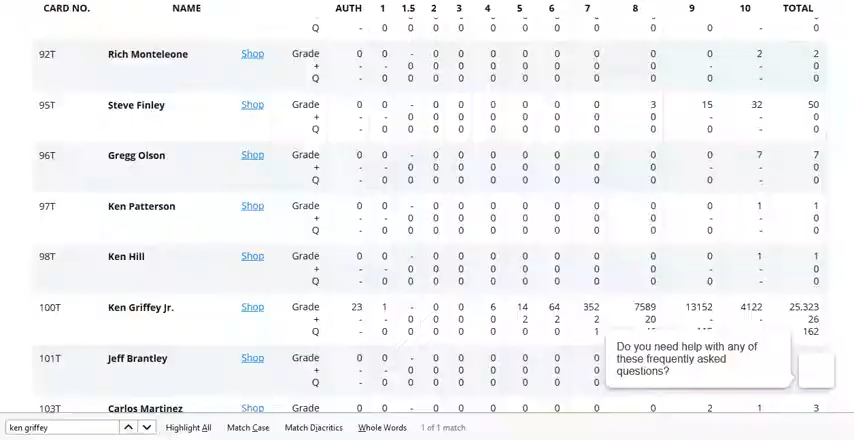 CARD NO. NAME AUTH 1 1.5 2 3 4 5 6 7 8 9 10 TOTAL
Q - 0 0 0 0 0 0 0 0 0 0 - 0
92T Rich Monteleone Shop Grade 0 0 - 0 0 0 0 0 0 0 0 2 2
+ - - 0 0 0 0 0 0 0 0 - - 0
Q - 0 0 0 0 0 0 0 0 0 0 - 0
95T Steve Finley Shop Grade 0 0 - 0 0 0 0 0 0 3 15 32 50
+ - - 0 0 0 0 0 0 0 0 - - 0
Q - 0 0 0 0 0 0 0 0 0 0 - 0
96T Gregg Olson Shop Grade 0 0 - 0 0 0 0 0 0 0 0 7 7
+ - - 0 0 0 0 0 0 0 0 - - 0
Q - 0 0 0 0 0 0 0 0 0 0 - 0
97T Ken Patterson Shop Grade 0 0 - 0 0 0 0 0 0 0 0 1 1
+ - - 0 0 0 0 0 0 0 0 - - 0
Q - 0 0 0 0 0 0 0 0 0 0 - 0
98T Ken Hill Shop Grade 0 0 - 0 0 0 0 0 0 0 0 1 1
+ - - 0 0 0 0 0 0 0 0 - - 0
Q - 0 0 0 0 0 0 0 0 0 0 - 0
100T Ken Griffey Jr. Shop Grade 23 1 - 0 0 6 14 64 352 7589 13152 4122 25,323
+ - - 0 0 0 0 2 2 2 20 - - 26
Q - 0 0 0 0 0 0 0 1 162
101T Jeff Brantley Shop Grade 0 0 - 0 0 0 0 0 0
+ - - 0 0 0 0 0 0 0
Q - 0 0 0 0 0 0 0 0
Do you need help with any of
these frequently asked
questions?
103T Carlos Martinez Shop Grade 0 0 - 0 0 0 0 0 0 0 2 1 3
ken griffey Highlight All Match Case Match Diacritics Whole Words 1 of 1 match